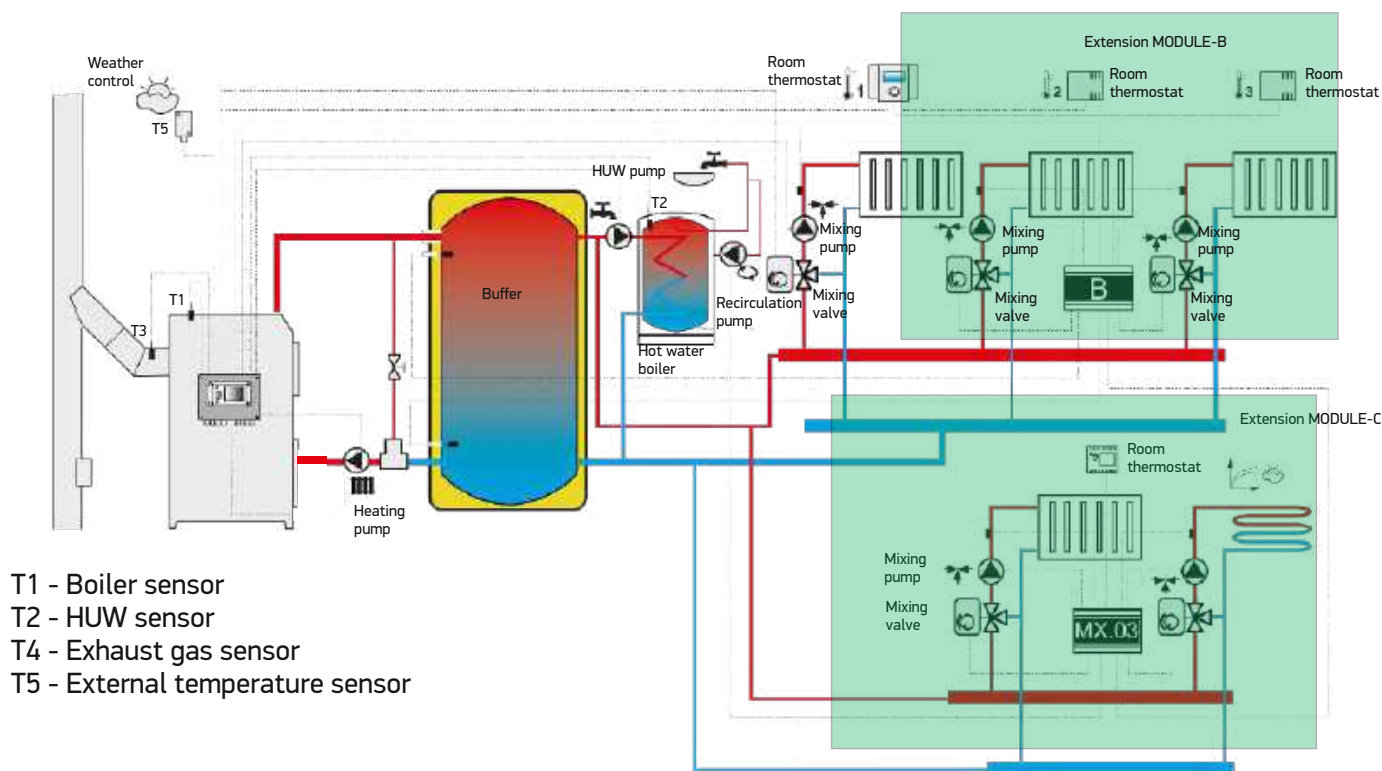 Extension MODULE-B
Weather
control
T5
Room
thermostat
1
2
Room
thermostat
3
Room
thermostat
HUW pump
T2
Mixing
pump
Mixing
pump
Mixing
pump
Buffer
B
T1
T3
Recirculation
pump
Mixing
valve
Mixing
valve
Mixing
valve
Hot water
boiler
Extension MODULE-C
Room
thermostat
Heating
pump
Mixing
pump
Mixing
valve
MX.03
T1 - Boiler sensor
T2 - HUW sensor
T4 - Exhaust gas sensor
T5 - External temperature sensor